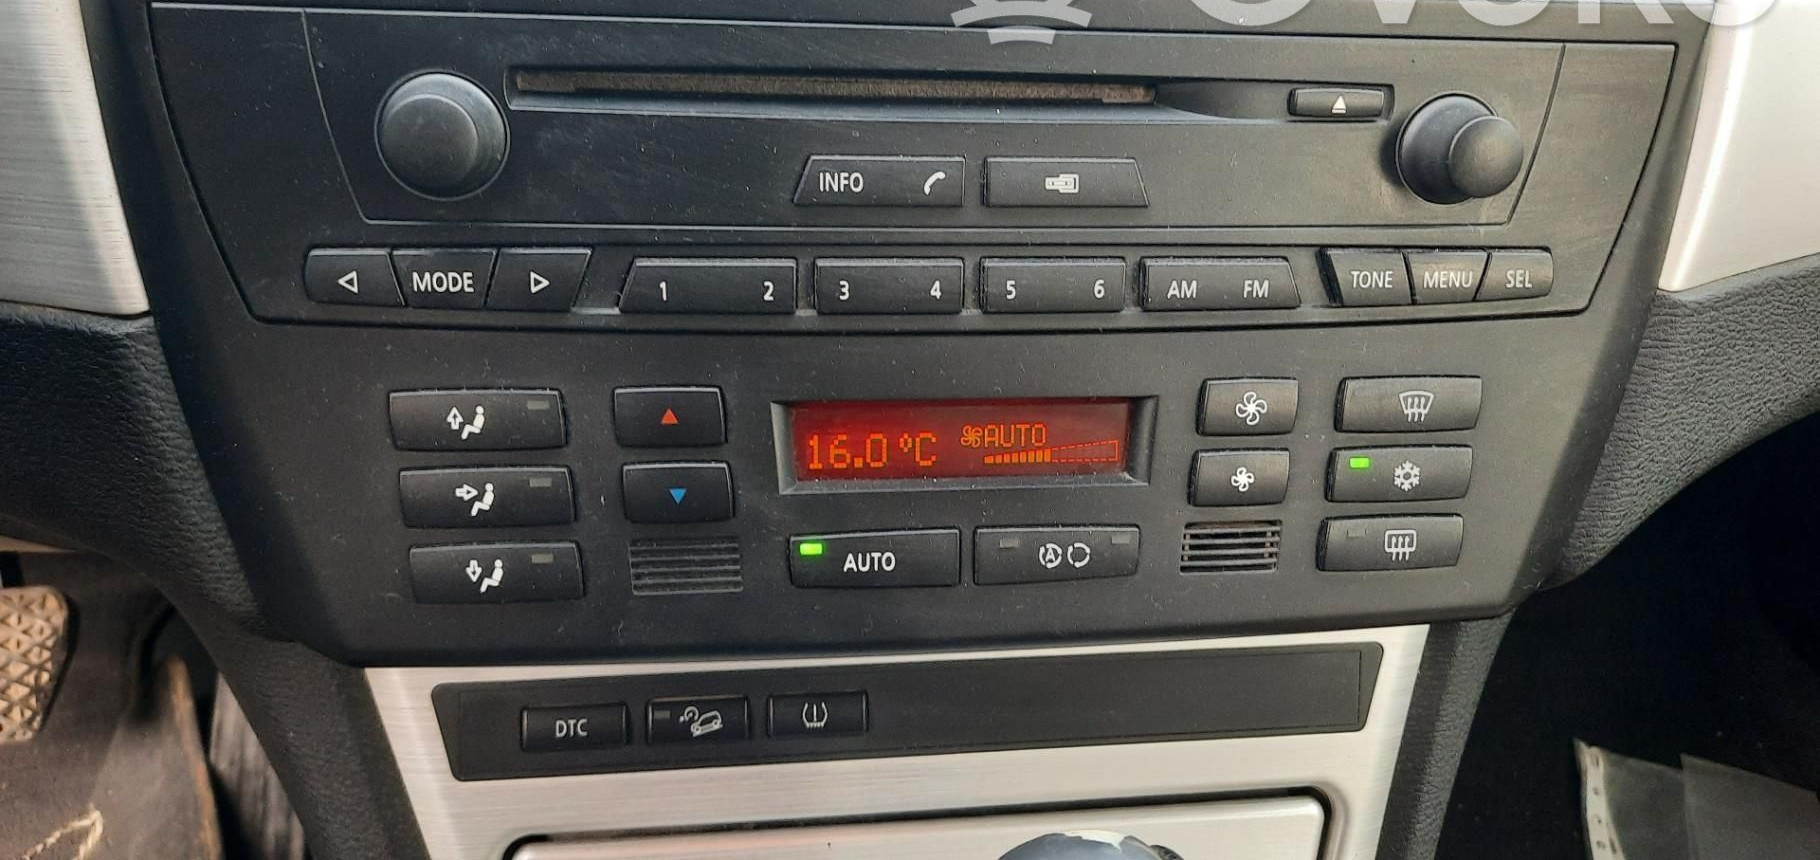 INFO
MODE
1 2
3 4
5 6
AM FM
TONE
MENU
SEL
16.0 °C
AUTO
AUTO
A
DTC